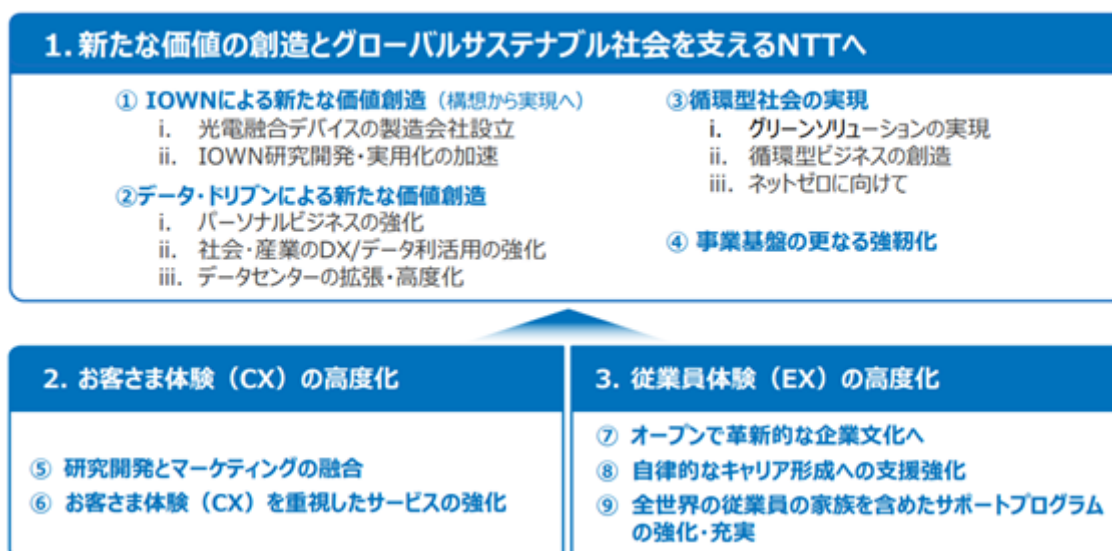 1. 新たな価値の創造とグローバルサステナブル社会を支えるNTTへ
① IOWNによる新たな価値創造（構想から実現へ）
i. 光電融合デバイスの製造会社設立
ii. IOWN研究開発・実用化の加速
②データ・ドリブンによる新たな価値創造
i. パーソナルビジネスの強化
ii. 社会・産業のDX/データ利活用の強化
iii. データセンターの拡張・高度化
③循環型社会の実現
i. グリーンソリューションの実現
ii. 循環型ビジネスの創造
iii. ネットゼロに向けて
④ 事業基盤の更なる強靭化
2. お客さま体験（CX）の高度化
⑤ 研究開発とマーケティングの融合
⑥ お客さま体験（CX）を重視したサービスの強化
3. 従業員体験（EX）の高度化
⑦ オープンで革新的な企業文化へ
⑧ 自律的なキャリア形成への支援強化
⑨ 全世界の従業員の家族を含めたサポートプログラム
の強化・充実